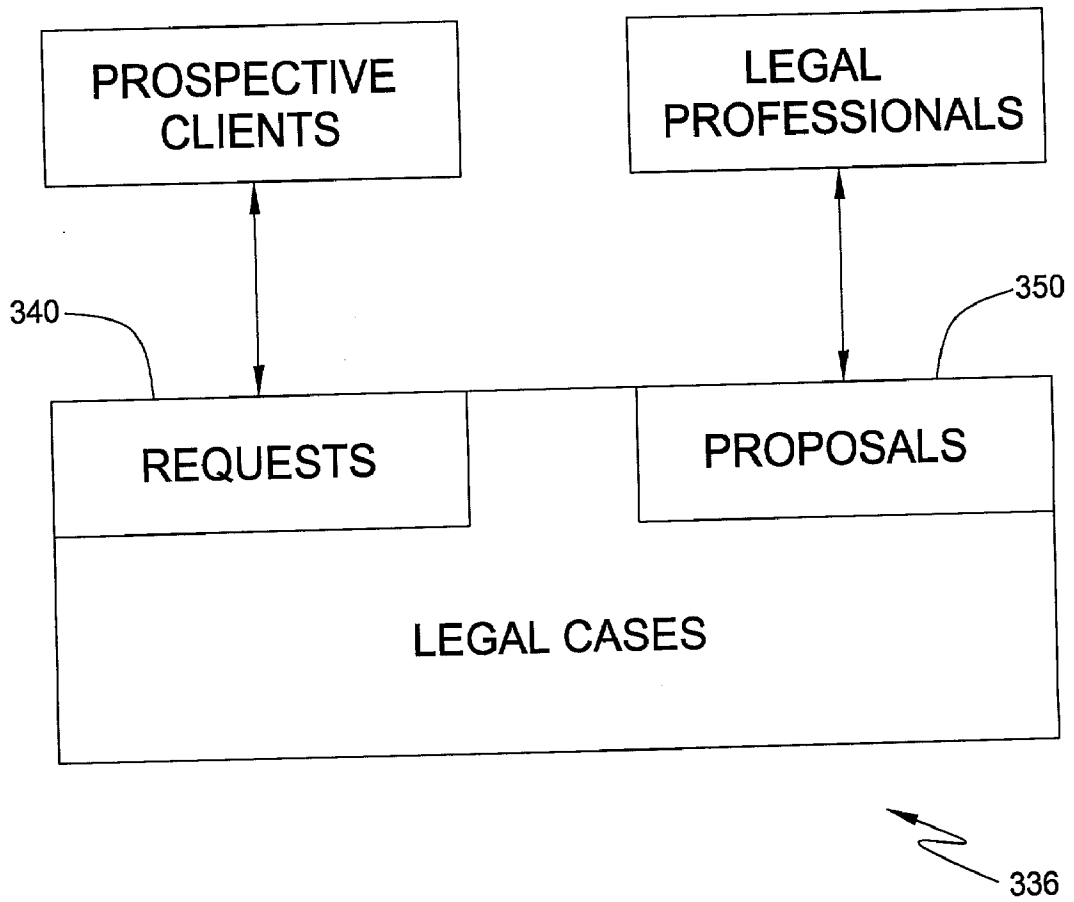 PROSPECTIVE
CLIENTS
LEGAL
PROFESSIONALS
340
350
REQUESTS
PROPOSALS
LEGAL CASES
336